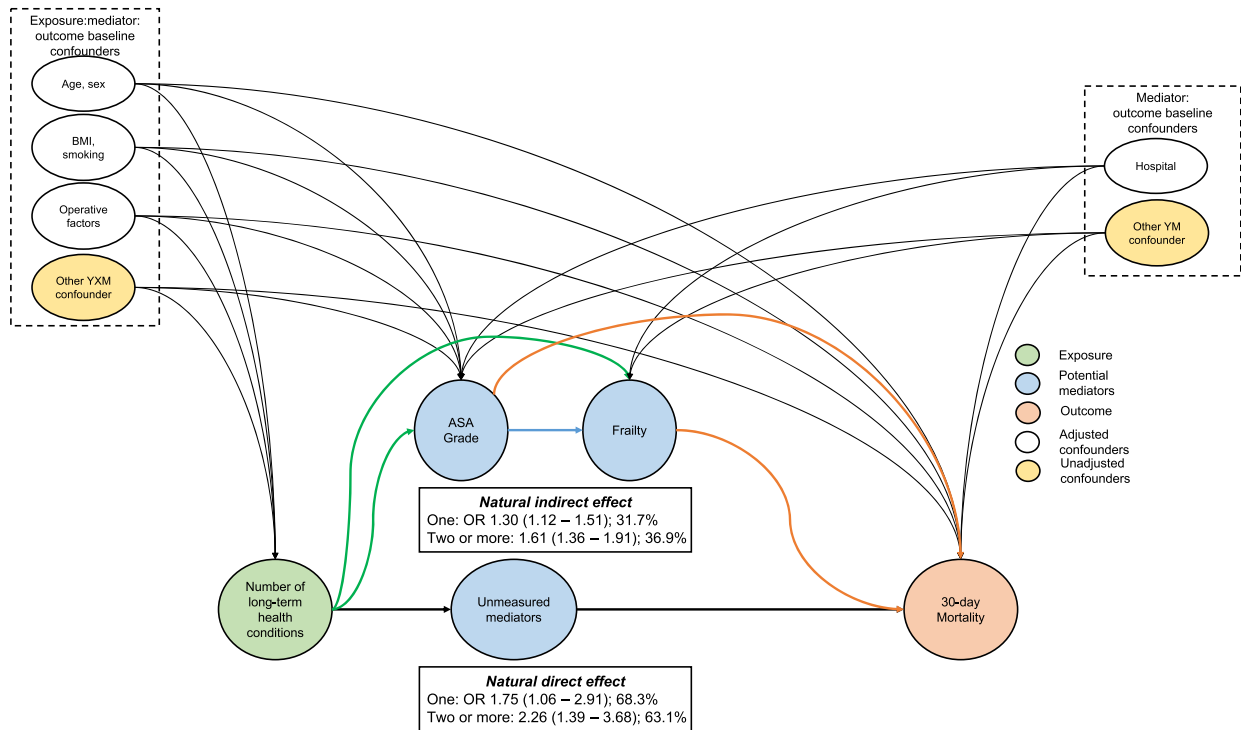 Exposure:mediator:
outcome baseline
confounders
Age, sex
BMI,
smoking
Operative
factors
Other YXM
confounder
Mediator:
outcome baseline
confounders
Hospital
Other YM
confounder
Exposure
Potential
mediators
Outcome
Adjusted
confounders
Unadjusted
confounders
ASA
Grade
Frailty
Natural indirect effect
One: OR 1.30 (1.12 – 1.51); 31.7%
Two or more: 1.61 (1.36 – 1.91); 36.9%
Number of
long-term
health
conditions
Unmeasured
mediators
30-day
Mortality
Natural direct effect
One: OR 1.75 (1.06 – 2.91); 68.3%
Two or more: 2.26 (1.39 – 3.68); 63.1%